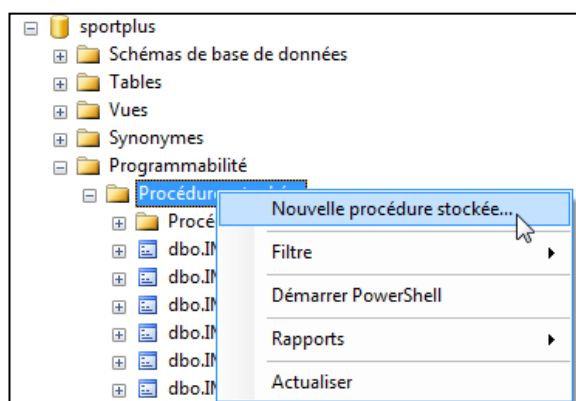 sportplus
Schémas de base de données
Tables
Vues
Synonymes
Programmabilité
Nouvelle procédure stockée...
Filtre
Démarrer PowerShell
Rapports
Actualiser